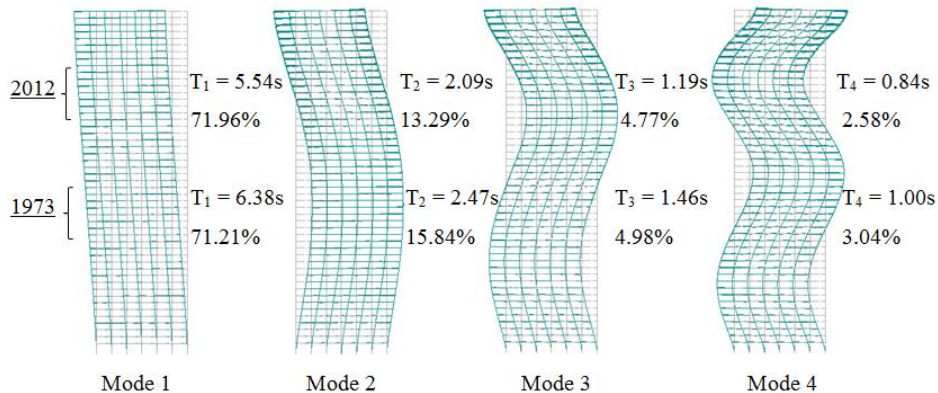 2012
T₁ = 5.54s
71.96%
T₂ = 2.09s
13.29%
T₃ = 1.19s
4.77%
T₄ = 0.84s
2.58%
1973
T₁ = 6.38s
71.21%
T₂ = 2.47s
15.84%
T₃ = 1.46s
4.98%
T₄ = 1.00s
3.04%
Mode 1
Mode 2
Mode 3
Mode 4